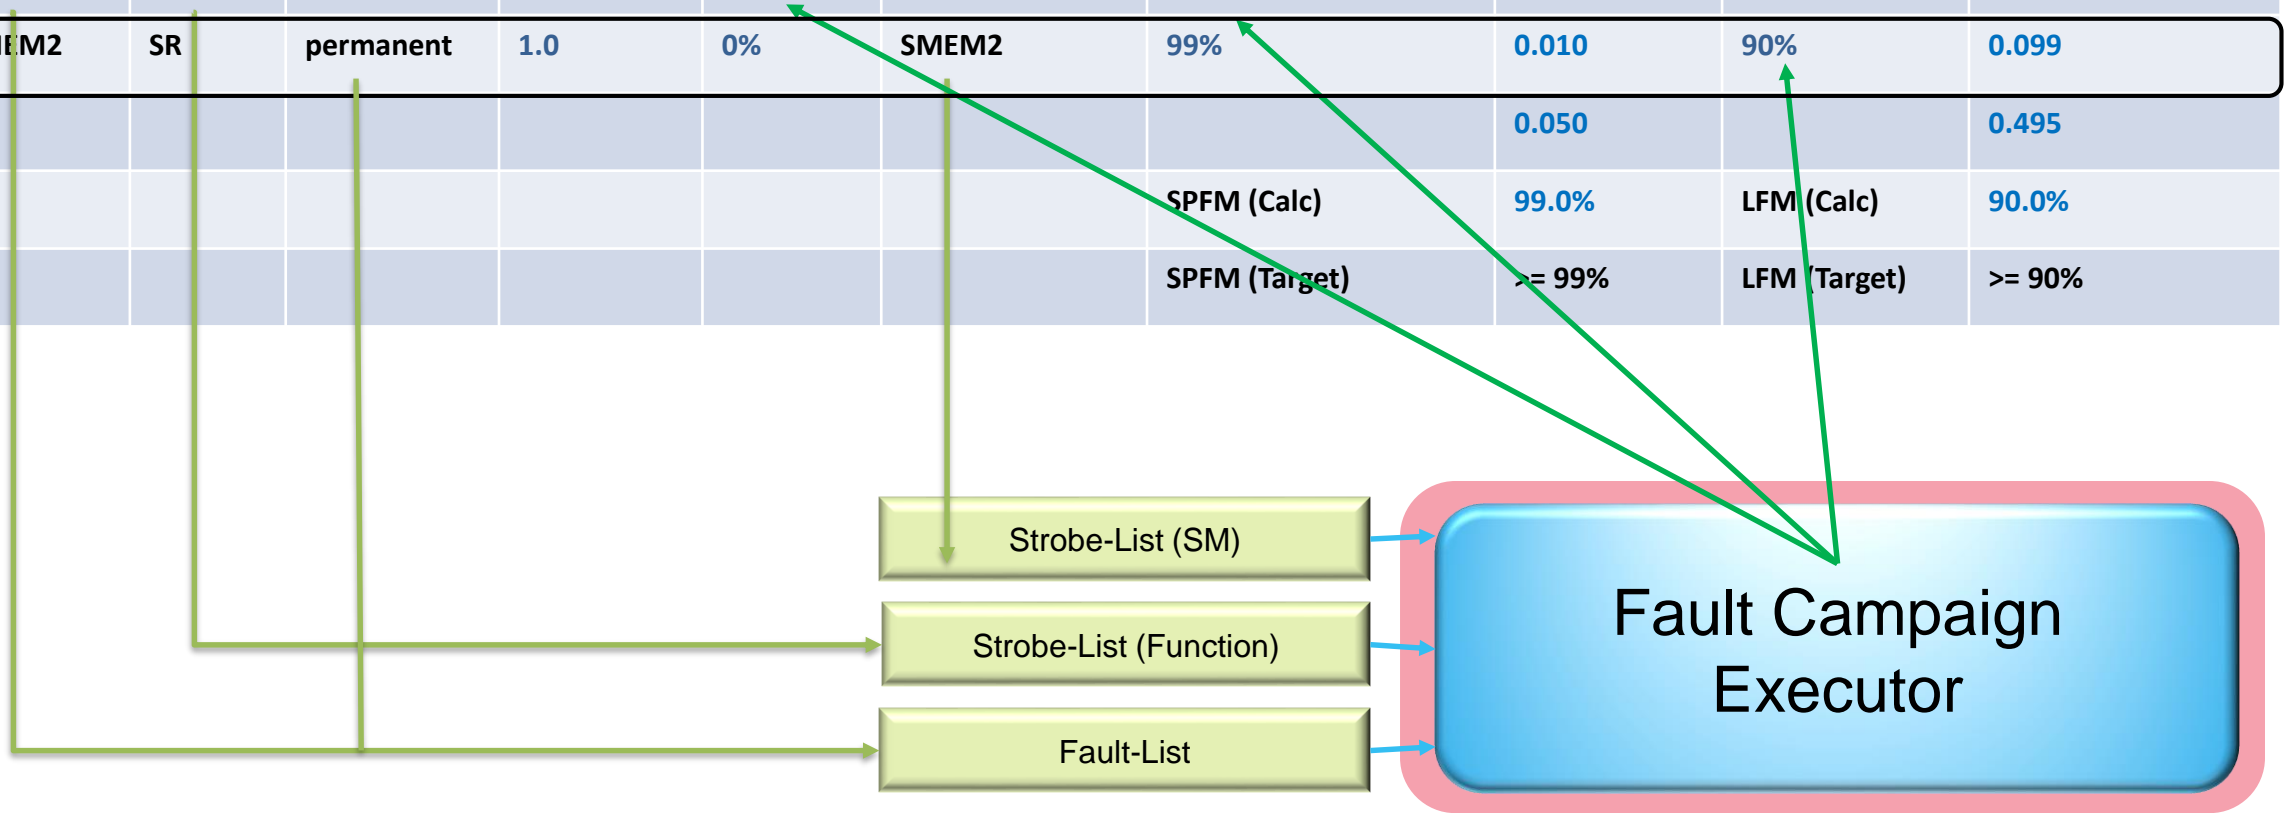 EM2 SR permanent 1.0 0% SMEM2 99% 0.010 90% 0.099
0.050 0.495
SPFM (Calc) 99.0% LFM (Calc) 90.0%
SPFM (Target) >= 99% LFM (Target) >= 90%
Strobe-List (SM)
Strobe-List (Function)
Fault-List
Fault Campaign
Executor